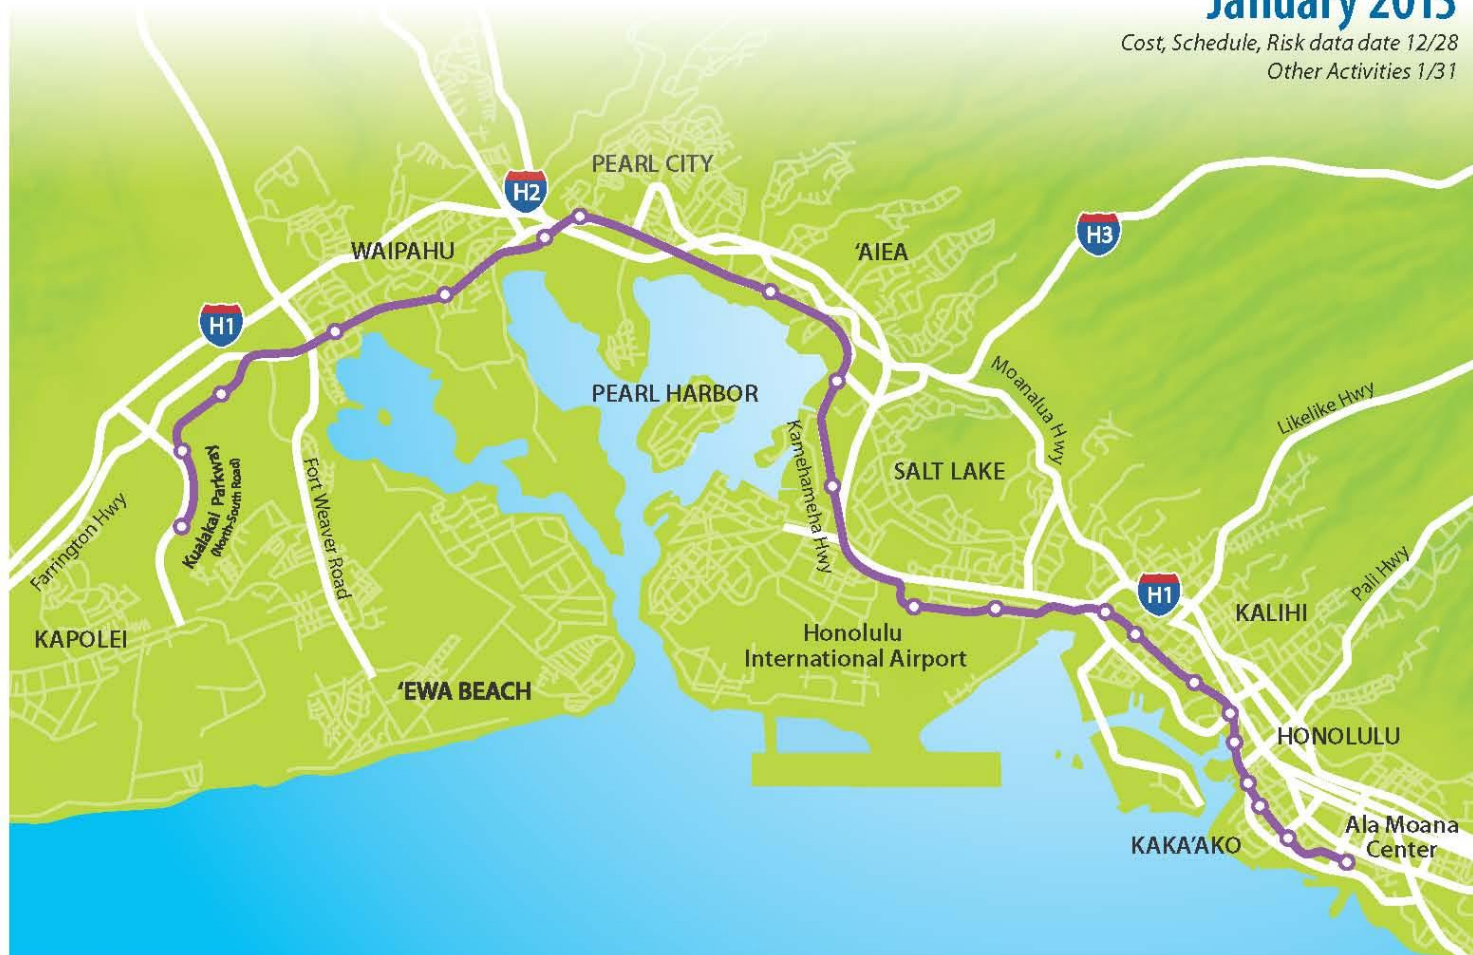 January 2015
Cost, Schedule, Risk data date 12/28
Other Activities 1/31
PEARL CITY
H2
WAIPAHU
'AIEA
H3
H1
PEARL HARBOR
Moanalua Hwy
Likelike Hwy
Kamehameha Hwy
SALT LAKE
Kualakai Parkway
(North-South Road)
Fort Weaver Road
Farrington Hwy
Pali Hwy
H1
KALIHI
KAPOLEI
Honolulu
International Airport
'EWA BEACH
HONOLULU
KAKA'AKO
Ala Moana
Center